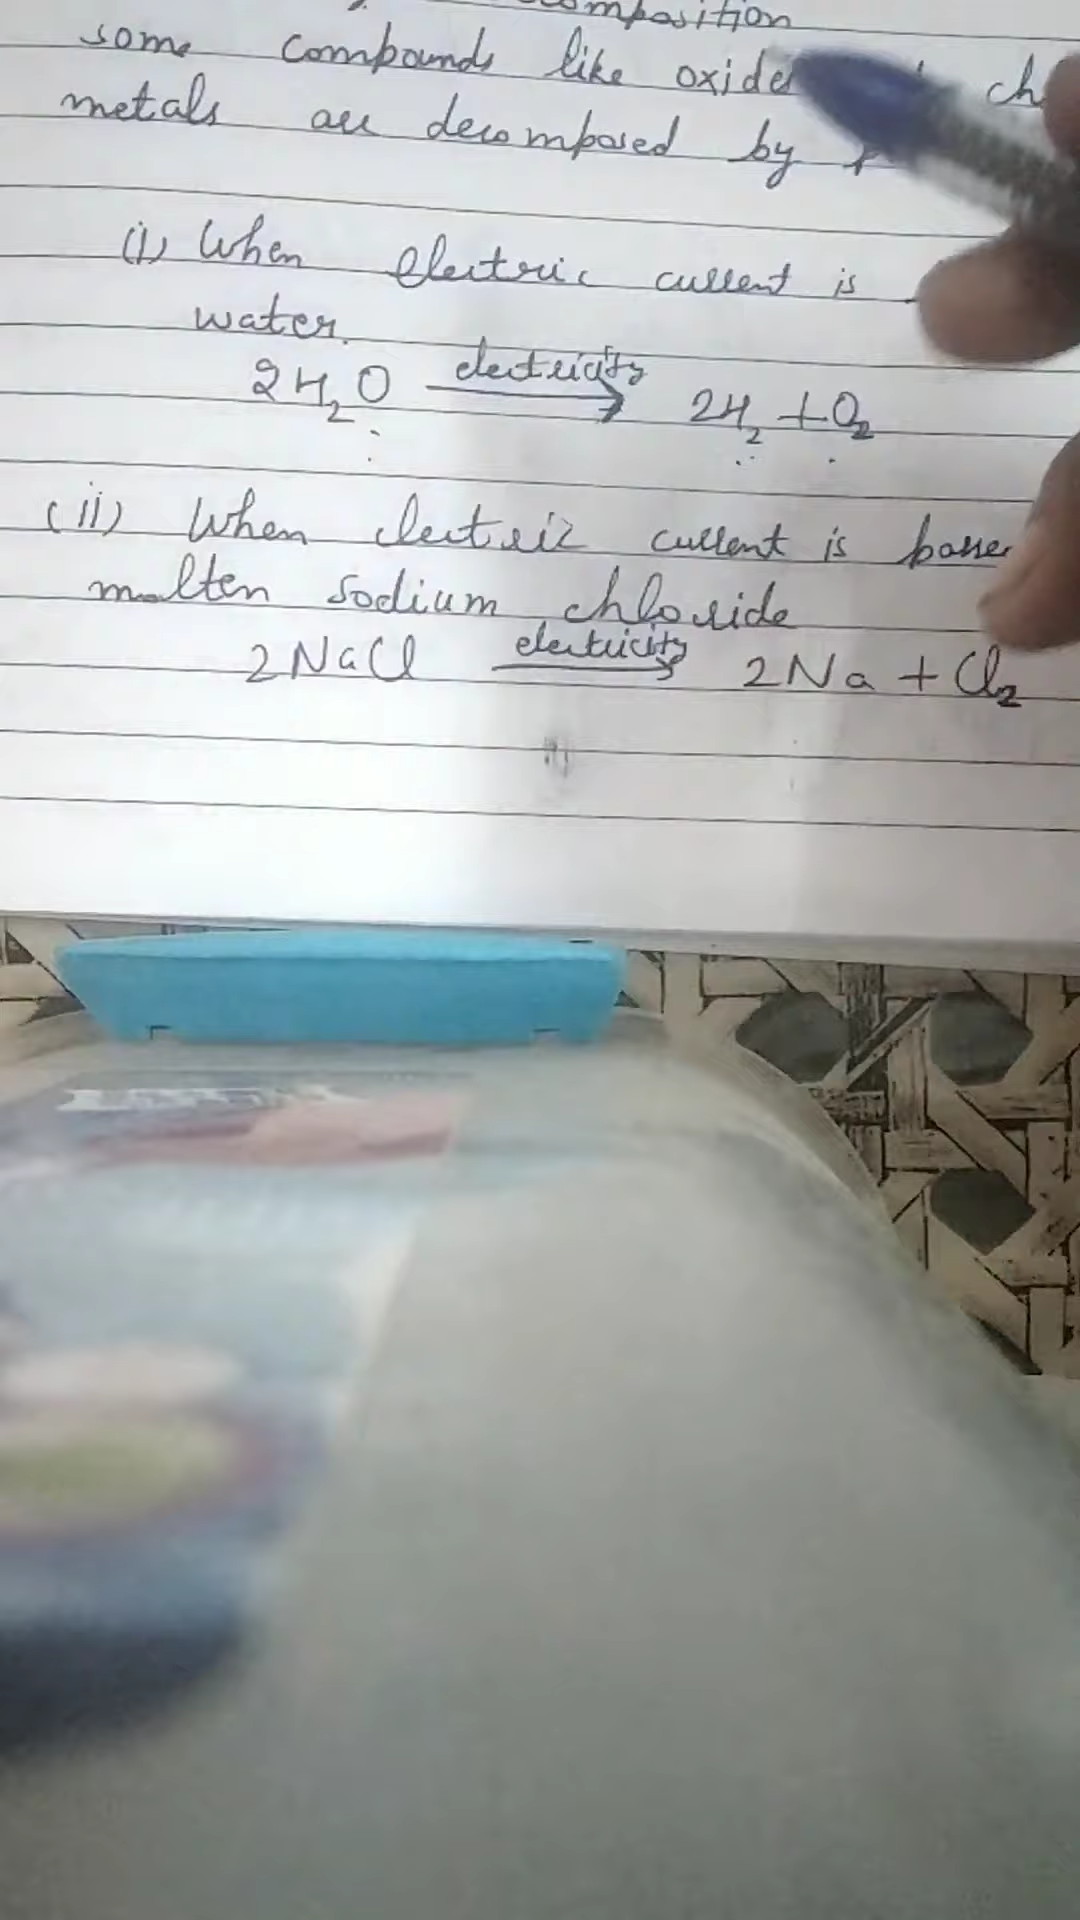 composition
some compounds like oxides ch
metals are decomposed by
(i) When electric current is
water.
2H₂O electricity→ 2H₂ + O₂
(ii) When electric current is passe
molten Sodium chloride
2NaCl electricity→ 2Na + Cl₂